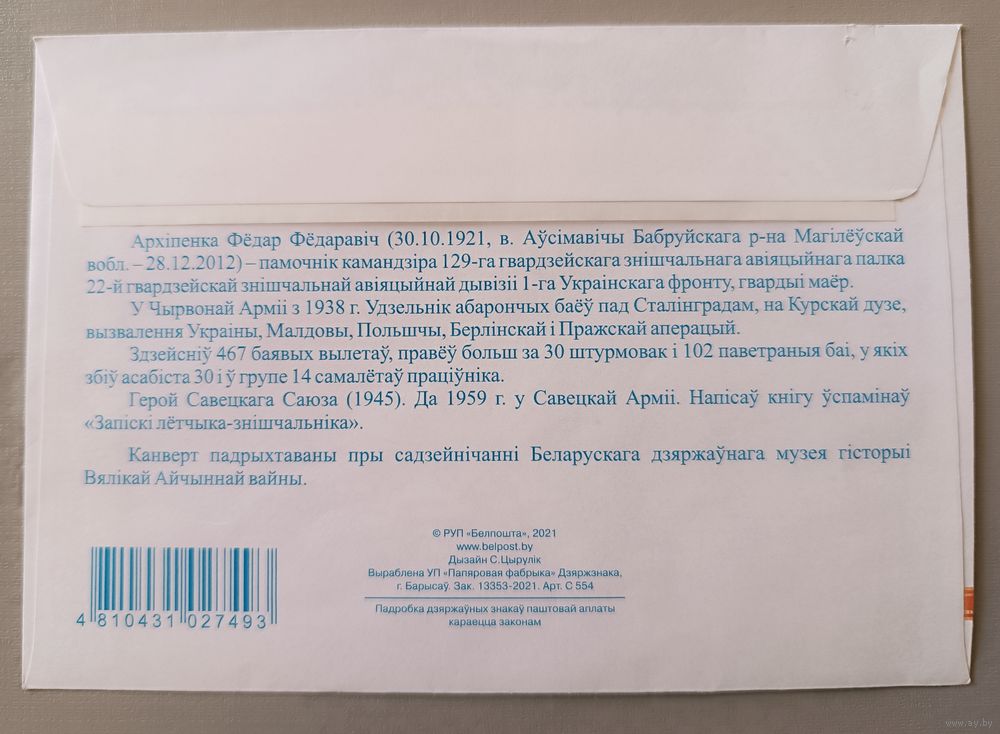 Архіпенка Фёдар Фёдаравіч (30.10.1921, в. Аўсімавічы Бабруйскага р-на Магілёўскай
вобл. – 28.12.2012) – памочнік камандзіра 129-га гвардзейскага знішчальнага авіяцыйнага палка
22-й гвардзейскай знішчальнай авіяцыйнай дывізіі 1-га Украінскага фронту, гвардыі маёр.
У Чырвонай Арміі з 1938 г. Удзельнік абарончых баёў пад Сталінградам, на Курскай дузе,
вызвалення Украіны, Малдовы, Польшчы, Берлінскай і Пражскай аперацый.
Здзейсніў 467 баявых вылетаў, правёў больш за 30 штурмовак і 102 паветраныя баі, у якіх
збіў асабіста 30 і ў групе 14 самалётаў праціўніка.
Герой Савецкага Саюза (1945). Да 1959 г. у Савецкай Арміі. Напісаў кнігу ўспамінаў
«Запіскі лётчыка-знішчальніка».
Канверт падрыхтаваны пры садзейнічанні Беларускага дзяржаўнага музея гісторыі
Вялікай Айчыннай вайны.
© РУП «Белпошта», 2021
www.belpost.by
Дызайн С.Цырулік
Выраблена УП «Папяровая фабрыка» Дзяржзнака,
г. Барысаў. Зак. 13353-2021. Арт. С 554
Падробка дзяржаўных знакаў паштовай аплаты
караецца законам
4 810431 027493
www.ay.by